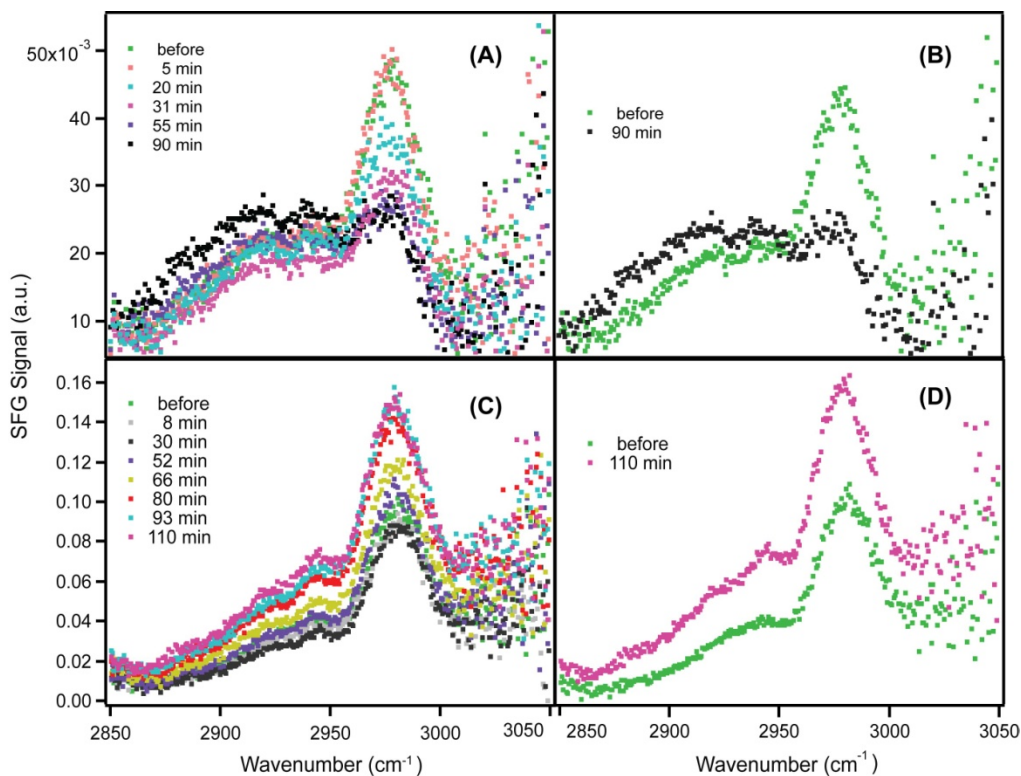 50x10⁻³
40
30
20
10
before
5 min
20 min
31 min
55 min
90 min
(A)
before
90 min
(B)
SFG Signal (a.u.)
0.16
0.14
0.12
0.10
0.08
0.06
0.04
0.02
0.00
before
8 min
30 min
52 min
66 min
80 min
93 min
110 min
(C)
before
110 min
(D)
2850 2900 2950 3000 3050
2850 2900 2950 3000 3050
Wavenumber (cm⁻¹)
Wavenumber (cm⁻¹)